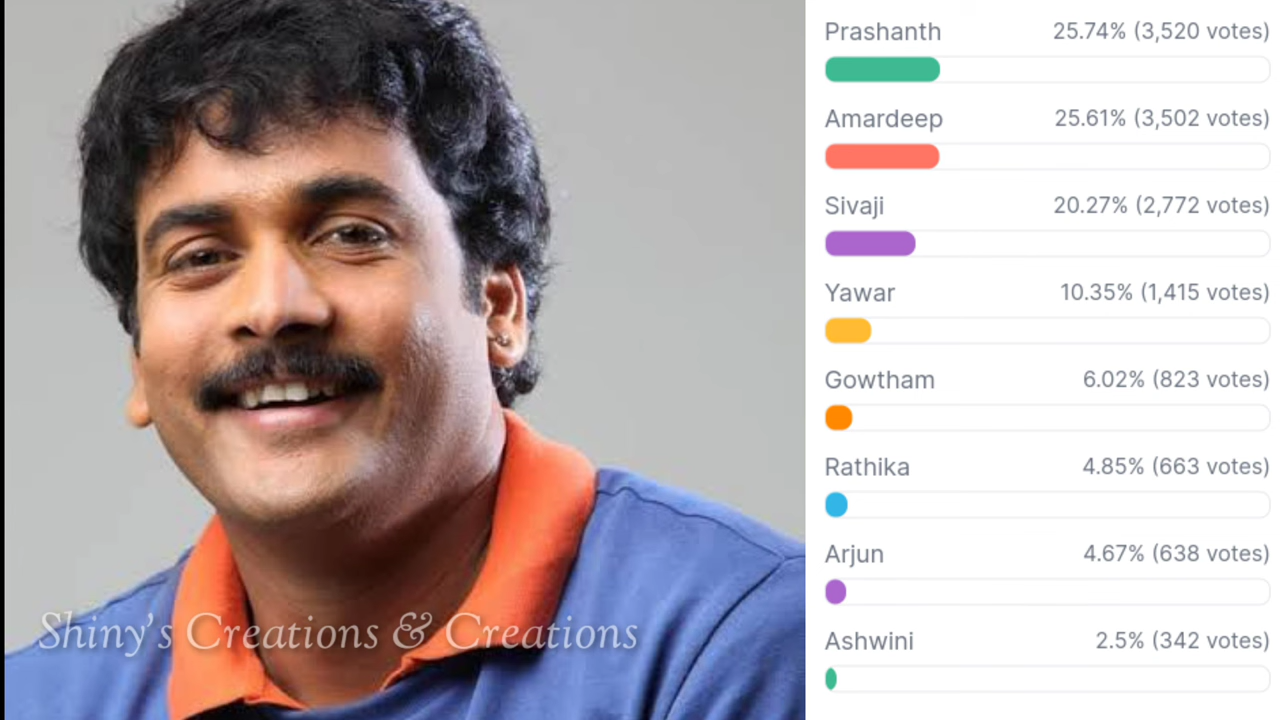 Prashanth 25.74% (3,520 votes)
Amardeep 25.61% (3,502 votes)
Sivaji 20.27% (2,772 votes)
Yawar 10.35% (1,415 votes)
Gowtham 6.02% (823 votes)
Rathika 4.85% (663 votes)
Arjun 4.67% (638 votes)
Ashwini 2.5% (342 votes)
Shiny's Creations & Creations